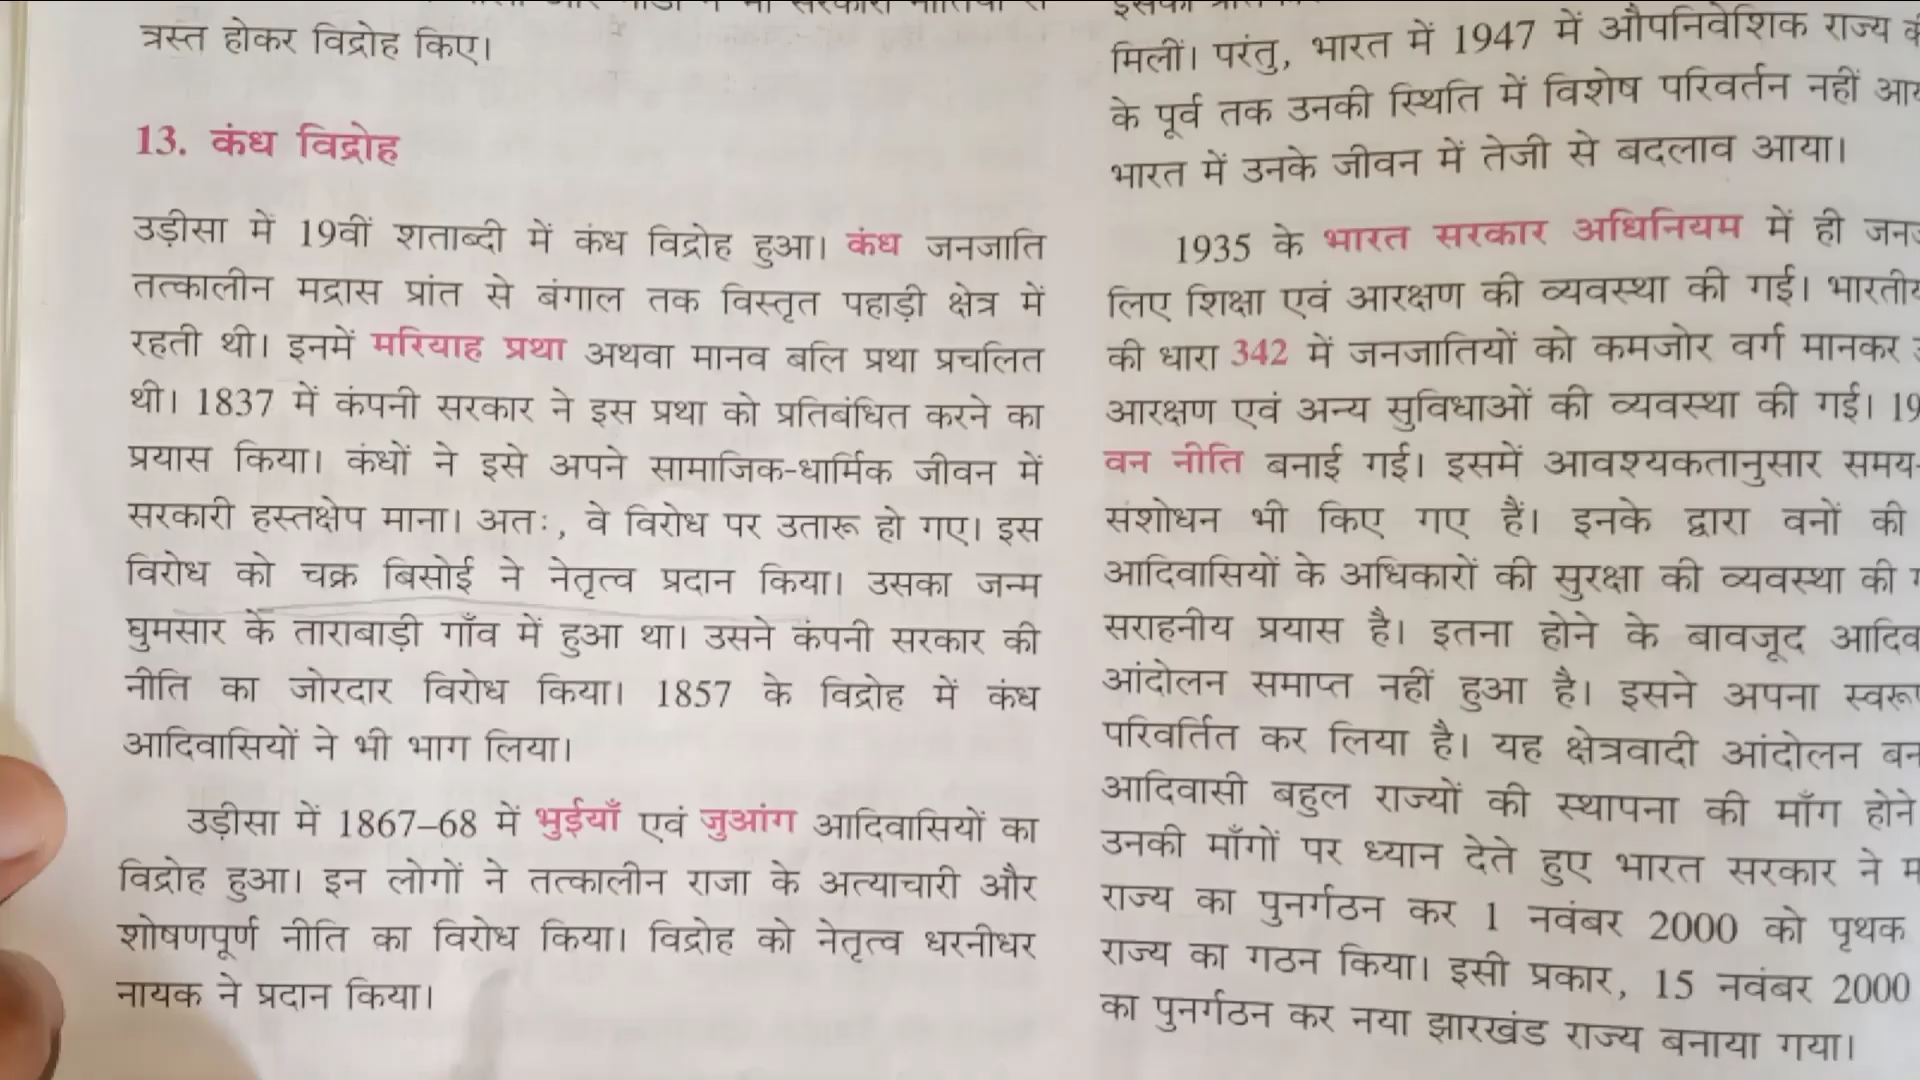 त्रस्त होकर विद्रोह किए।
13. कंध विद्रोह
उड़ीसा में 19वीं शताब्दी में कंध विद्रोह हुआ। कंध जनजाति
तत्कालीन मद्रास प्रांत से बंगाल तक विस्तृत पहाड़ी क्षेत्र में
रहती थी। इनमें मरियाह प्रथा अथवा मानव बलि प्रथा प्रचलित
थी। 1837 में कंपनी सरकार ने इस प्रथा को प्रतिबंधित करने का
प्रयास किया। कंधों ने इसे अपने सामाजिक-धार्मिक जीवन में
सरकारी हस्तक्षेप माना। अतः, वे विरोध पर उतारू हो गए। इस
विरोध को चक्र बिसोई ने नेतृत्व प्रदान किया। उसका जन्म
घुमसार के ताराबाड़ी गाँव में हुआ था। उसने कंपनी सरकार की
नीति का जोरदार विरोध किया। 1857 के विद्रोह में कंध
आदिवासियों ने भी भाग लिया।
उड़ीसा में 1867–68 में भुईयाँ एवं जुआंग आदिवासियों का
विद्रोह हुआ। इन लोगों ने तत्कालीन राजा के अत्याचारी और
शोषणपूर्ण नीति का विरोध किया। विद्रोह को नेतृत्व धरनीधर
नायक ने प्रदान किया।
मिलीं। परंतु, भारत में 1947 में औपनिवेशिक राज्य
के पूर्व तक उनकी स्थिति में विशेष परिवर्तन नहीं
भारत में उनके जीवन में तेजी से बदलाव आया।
1935 के भारत सरकार अधिनियम में ही
लिए शिक्षा एवं आरक्षण की व्यवस्था की गई।
की धारा 342 में जनजातियों को कमजोर वर्ग मानकर
आरक्षण एवं अन्य सुविधाओं की व्यवस्था की गई।
वन नीति बनाई गई। इसमें आवश्यकतानुसार समय-
संशोधन भी किए गए हैं। इनके द्वारा वनों की
आदिवासियों के अधिकारों की सुरक्षा की व्यवस्था की
सराहनीय प्रयास है। इतना होने के बावजूद
आंदोलन समाप्त नहीं हुआ है। इसने अपना
परिवर्तित कर लिया है। यह क्षेत्रवादी आंदोलन
आदिवासी बहुल राज्यों की स्थापना की माँग होने
उनकी माँगों पर ध्यान देते हुए भारत सरकार ने
राज्य का पुनर्गठन कर 1 नवंबर 2000 को पृथक
राज्य का गठन किया। इसी प्रकार, 15 नवंबर 2000
का पुनर्गठन कर नया झारखंड राज्य बनाया गया।